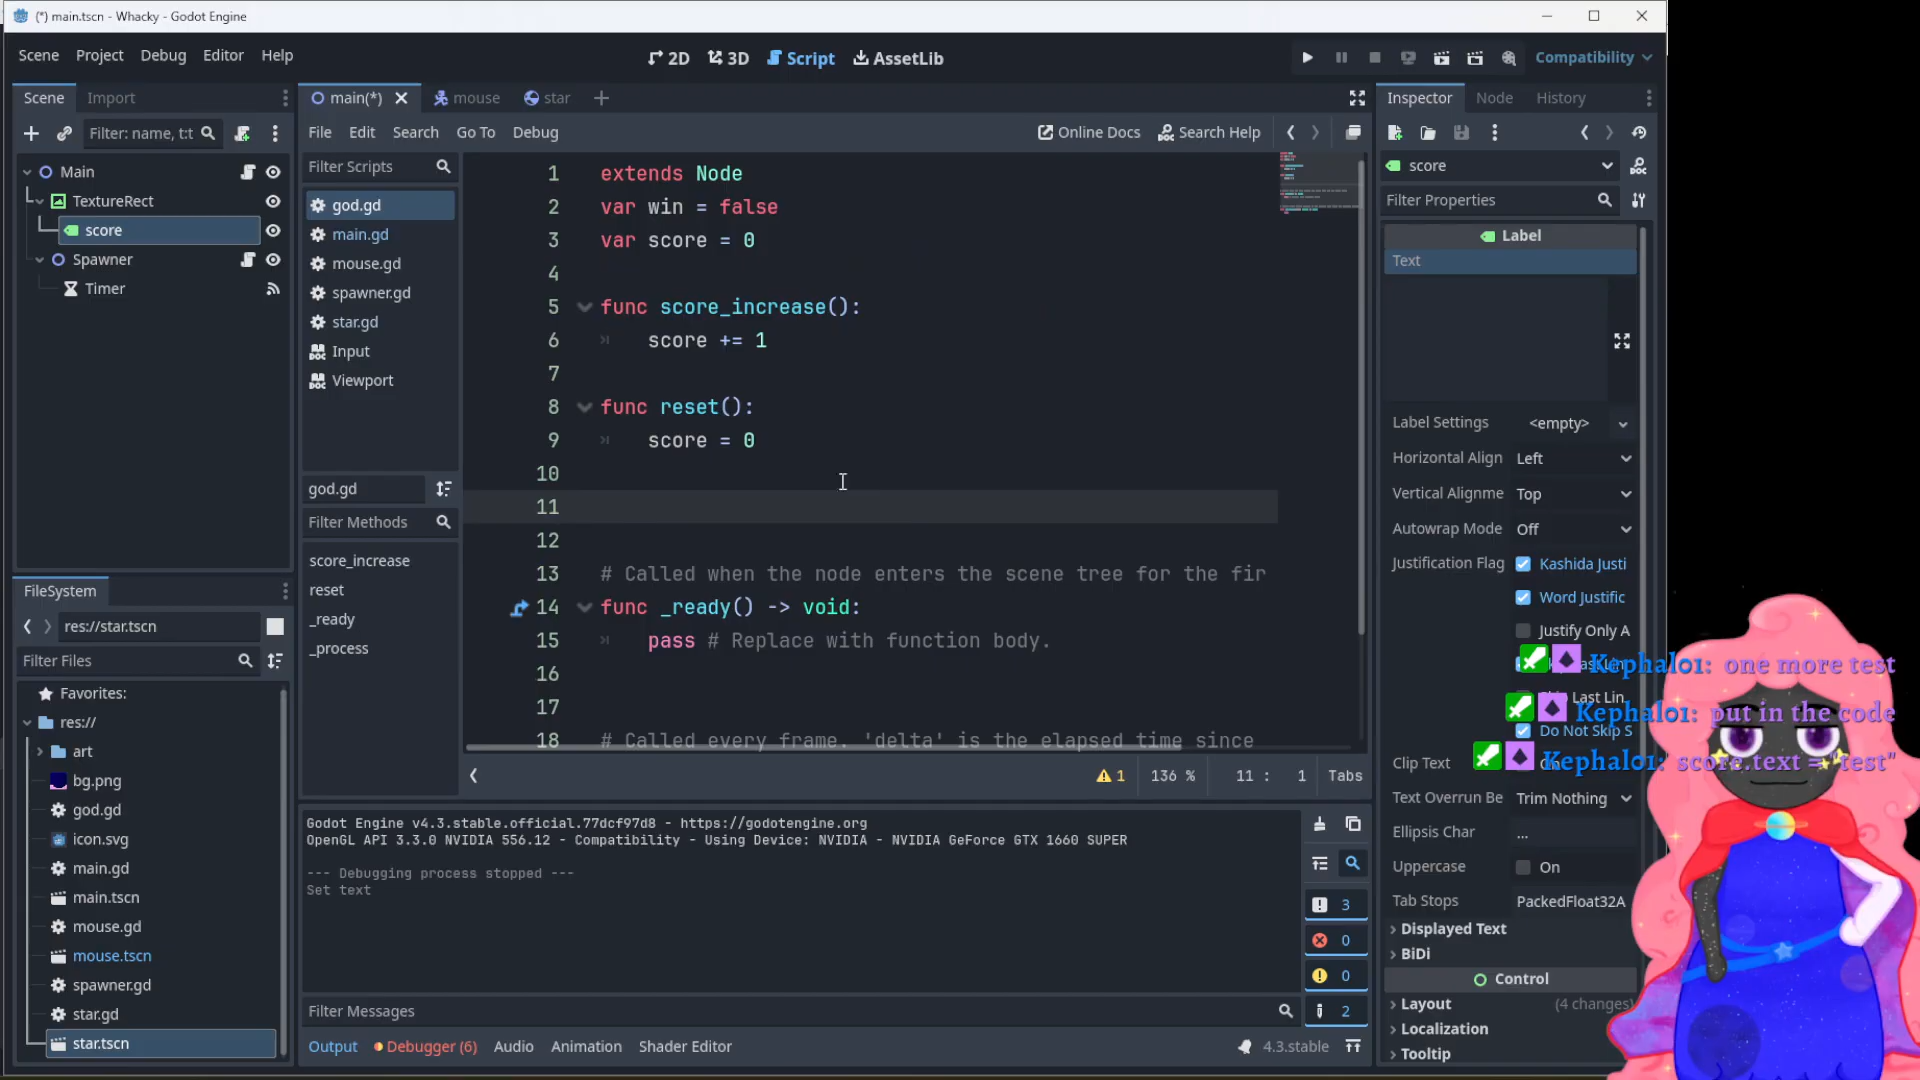 (*) main.tscn - Whacky - Godot Engine
Scene Project Debug Editor Help
2D 3D Script AssetLib
Compatibility
Scene Import
main(*) mouse star
Inspector Node History
Filter: name, t:t
File Edit Search Go To Debug
Online Docs Search Help
Filter Scripts
god.gd
main.gd
mouse.gd
spawner.gd
star.gd
Input
Viewport
god.gd
Filter Methods
score_increase
reset
_ready
_process
Main
TextureRect
score
Spawner
Timer
1 extends Node
2 var win = false
3 var score = 0
4
5 func score_increase():
6 score += 1
7
8 func reset():
9 score = 0
10
11
12
13 # Called when the node enters the scene tree for the fir
14 func _ready() -> void:
15 pass # Replace with function body.
16
17
18 # Called every frame. 'delta' is the elapsed time since
1 136 % 11 : 1 Tabs
FileSystem
res://star.tscn
Filter Files
Favorites:
res://
art
bg.png
god.gd
icon.svg
main.gd
main.tscn
mouse.gd
mouse.tscn
spawner.gd
star.gd
star.tscn
Godot Engine v4.3.stable.official.77dcf97d8 - https://godotengine.org
OpenGL API 3.3.0 NVIDIA 556.12 - Compatibility - Using Device: NVIDIA - NVIDIA GeForce GTX 1660 SUPER
--- Debugging process stopped ---
Set text
3
0
0
2
Filter Messages
Output Debugger (6) Audio Animation Shader Editor
4.3.stable
score
Filter Properties
Label
Text
Label Settings <empty>
Horizontal Align Left
Vertical Alignme Top
Autowrap Mode Off
Justification Flag Kashida Justi
Word Justific
Justify Only A
Last Lin
Do Not Skip S
Clip Text On
Text Overrun Be Trim Nothing
Ellipsis Char ...
Uppercase On
Tab Stops PackedFloat32A
Displayed Text
BiDi
Control
Layout (4 changes)
Localization
Tooltip
Kephal01: one more test
Kephal01: put in the code
Kephal01: score.text = "test"